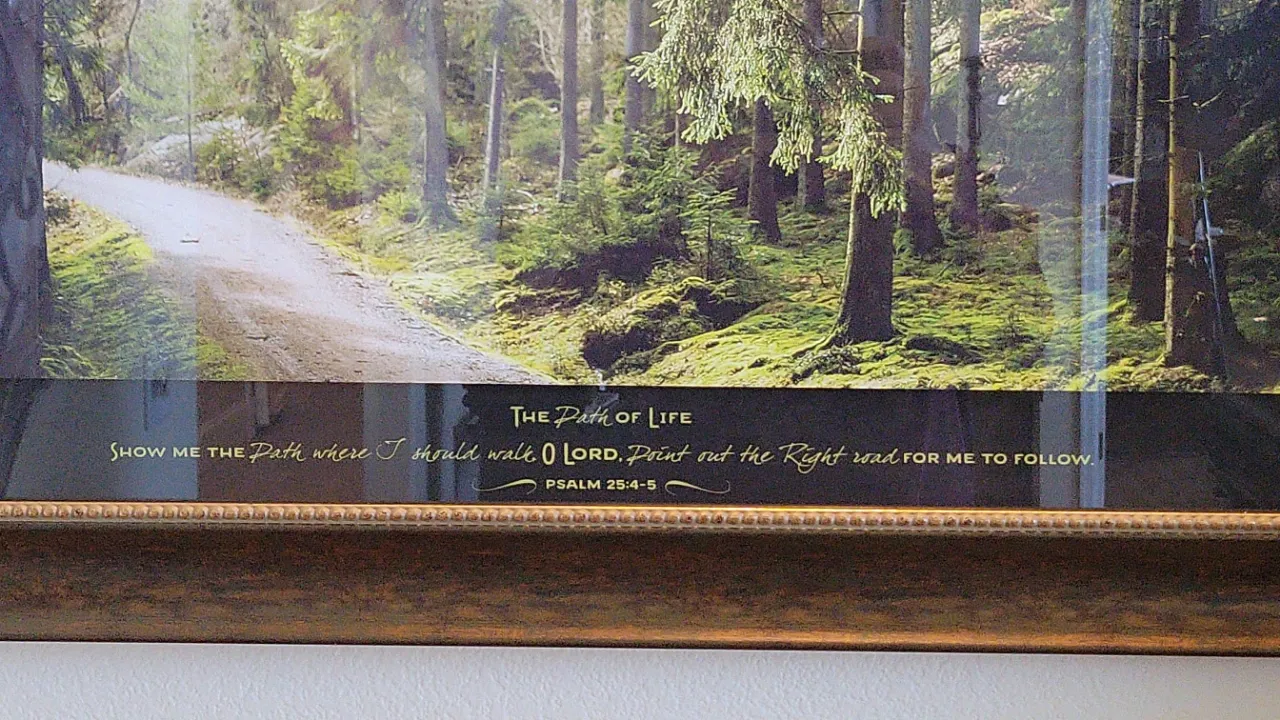 The Path of Life
Show me the Path where I should walk O Lord, Point out the Right road for me to follow.
Psalm 25:4-5